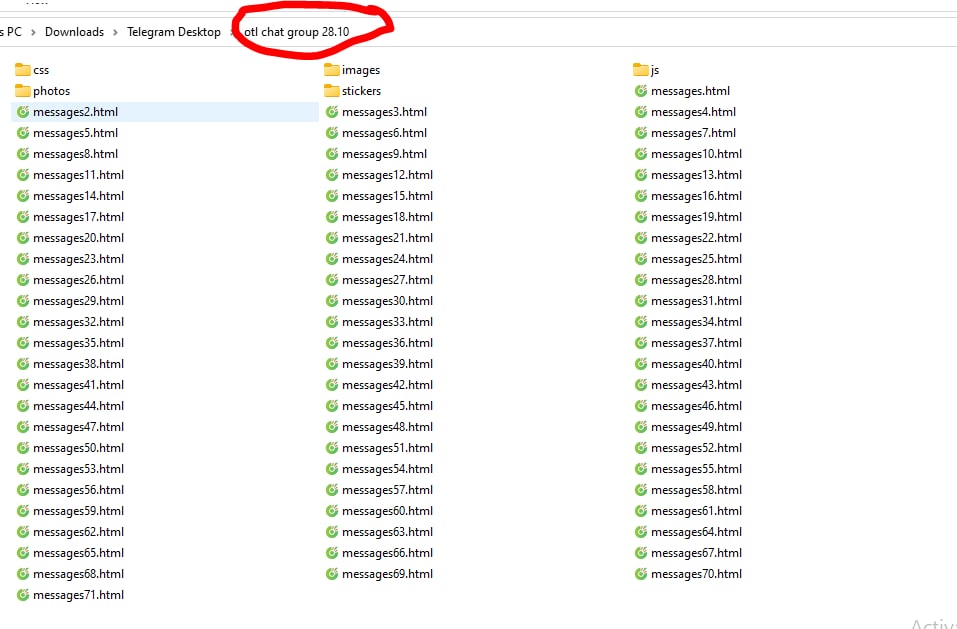 s PC > Downloads > Telegram Desktop > otl chat group 28.10
css images js
photos stickers messages.html
messages2.html messages3.html messages4.html
messages5.html messages6.html messages7.html
messages8.html messages9.html messages10.html
messages11.html messages12.html messages13.html
messages14.html messages15.html messages16.html
messages17.html messages18.html messages19.html
messages20.html messages21.html messages22.html
messages23.html messages24.html messages25.html
messages26.html messages27.html messages28.html
messages29.html messages30.html messages31.html
messages32.html messages33.html messages34.html
messages35.html messages36.html messages37.html
messages38.html messages39.html messages40.html
messages41.html messages42.html messages43.html
messages44.html messages45.html messages46.html
messages47.html messages48.html messages49.html
messages50.html messages51.html messages52.html
messages53.html messages54.html messages55.html
messages56.html messages57.html messages58.html
messages59.html messages60.html messages61.html
messages62.html messages63.html messages64.html
messages65.html messages66.html messages67.html
messages68.html messages69.html messages70.html
messages71.html